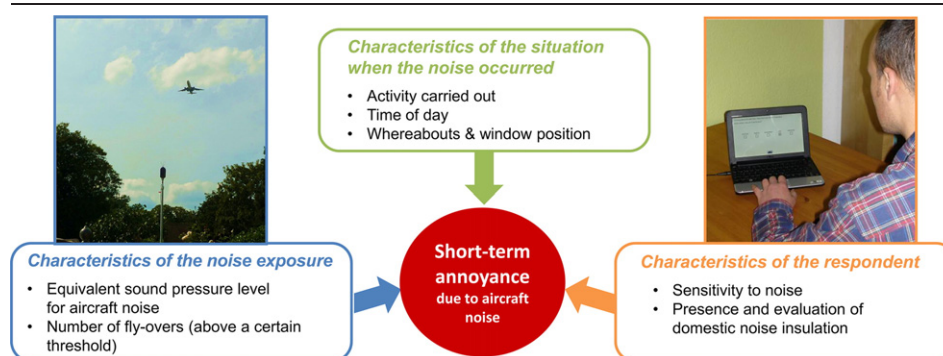 Characteristics of the situation
when the noise occurred
• Activity carried out
• Time of day
• Whereabouts & window position
Characteristics of the noise exposure
• Equivalent sound pressure level
for aircraft noise
• Number of fly-overs (above a certain
threshold)
Short-term
annoyance
due to aircraft
noise
Characteristics of the respondent
• Sensitivity to noise
• Presence and evaluation of
domestic noise insulation